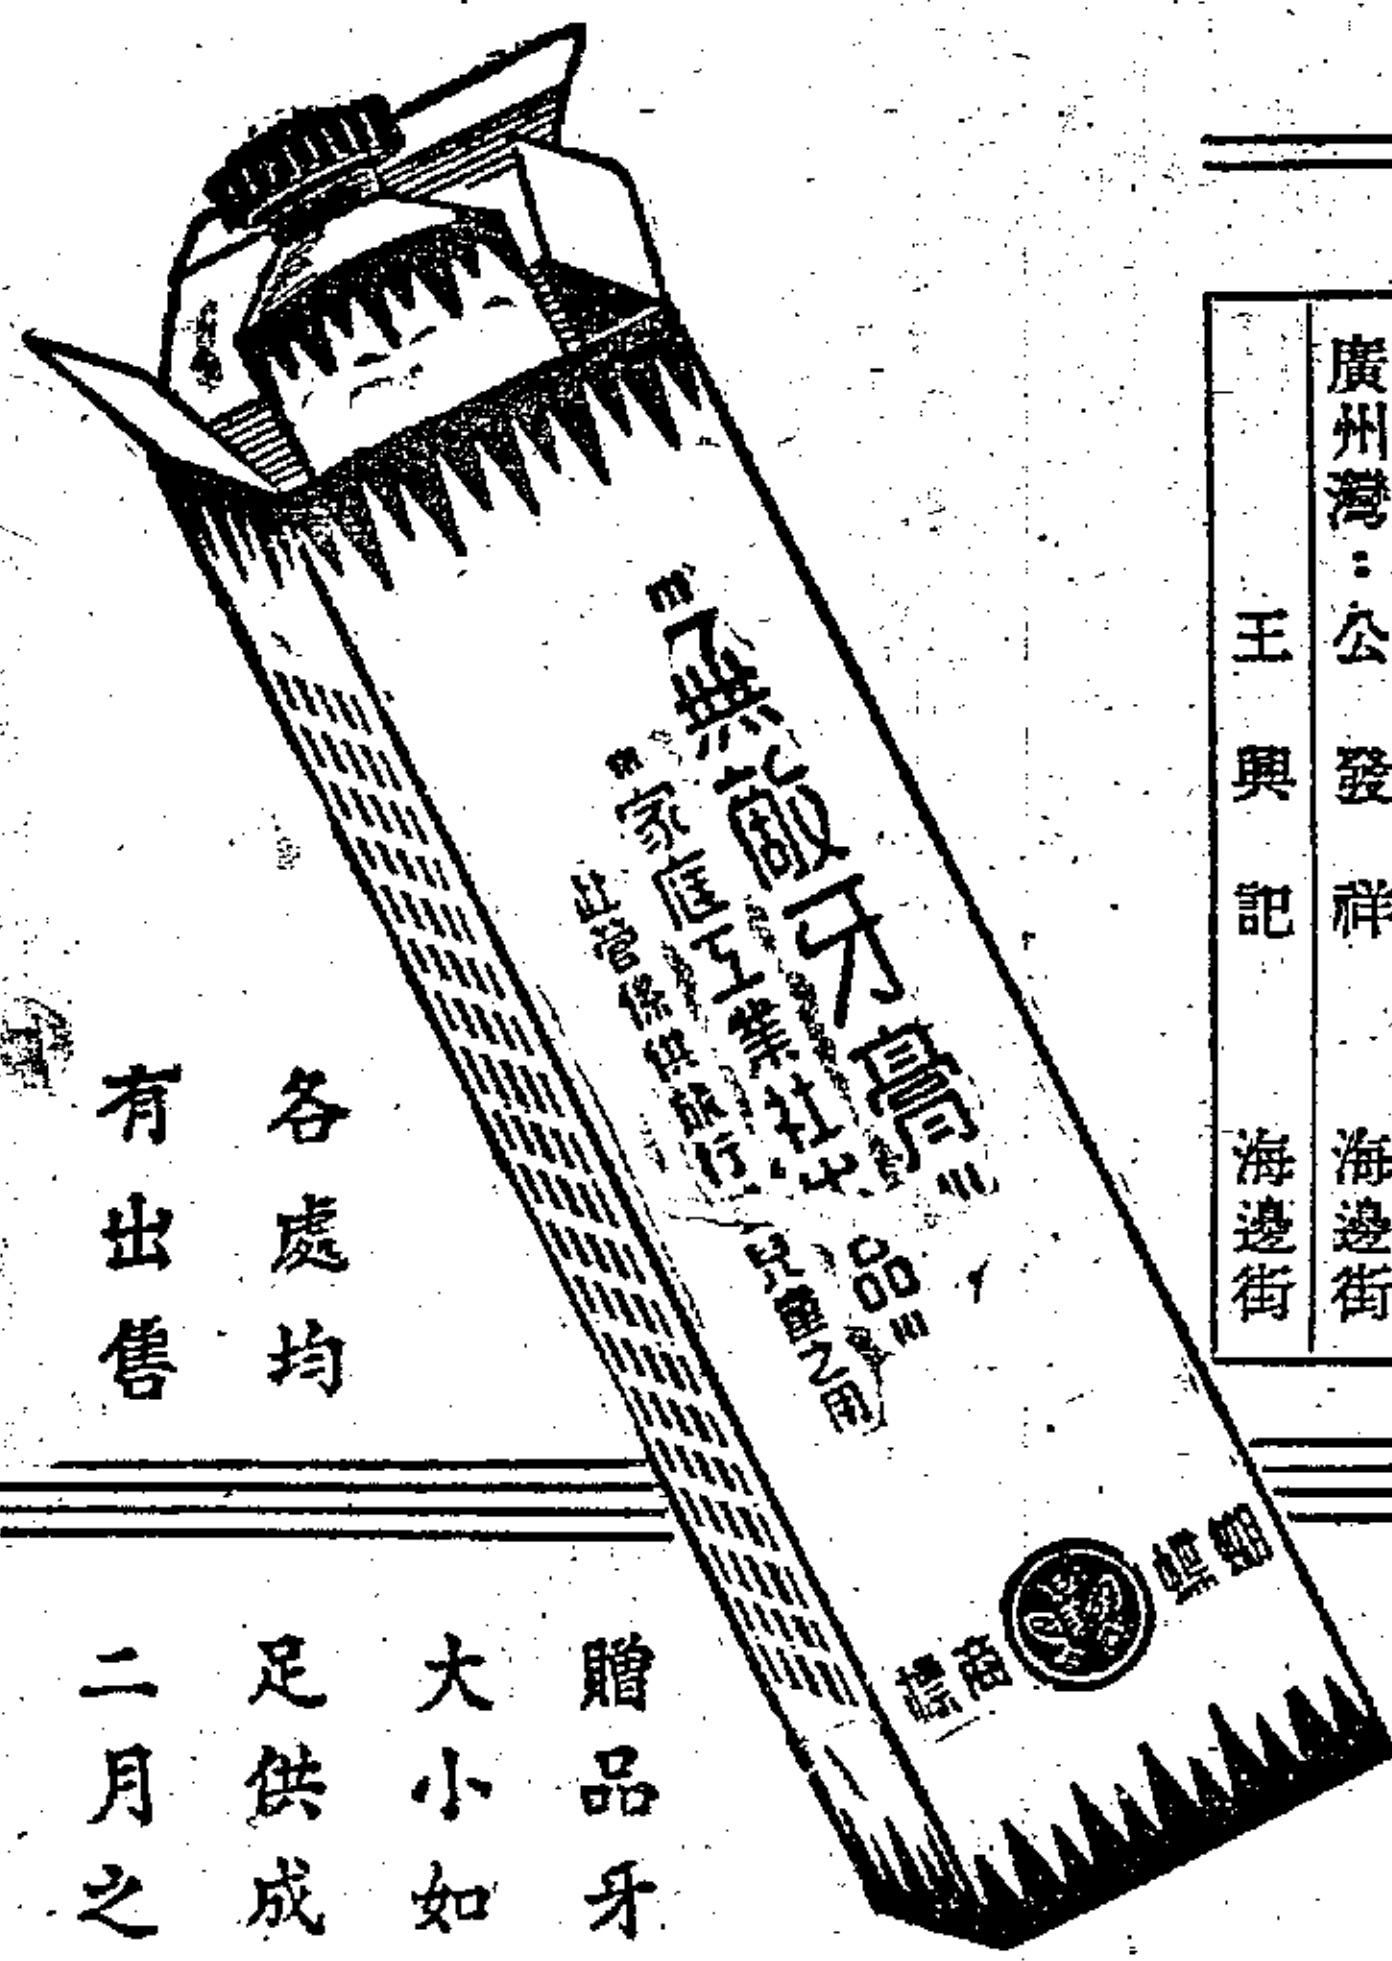 廣州灣：公發祥 海邊街
王興記 海邊街
無敵牙膏
家庭工業社出品
此種係供旅行
兒童之用
蝴蝶
商標
各處均
有出售
贈品牙
大小如
足供成
二月之